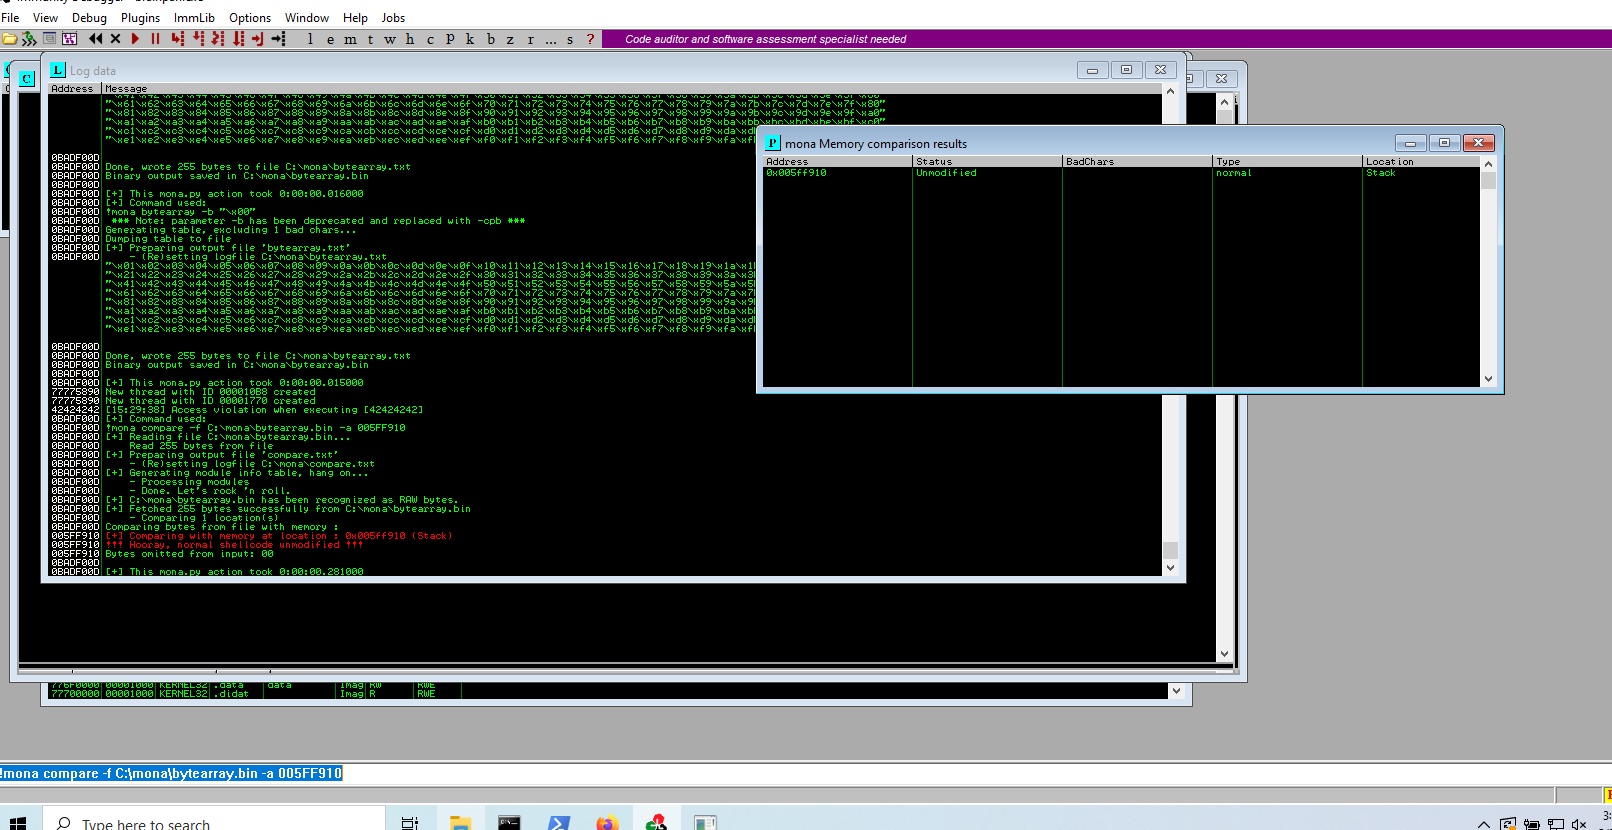 File View Debug Plugins ImmLib Options Window Help Jobs
l e m t w h c P k b z r ... s ?
Code auditor and software assessment specialist needed
L Log data
C
Address Message
"\x61\x62\x63\x64\x65\x66\x67\x68\x69\x6a\x6b\x6c\x6d\x6e\x6f\x70\x71\x72\x73\x74\x75\x76\x77\x78\x79\x7a\x7b\x7c\x7d\x7e\x7f\x80"
"\x81\x82\x83\x84\x85\x86\x87\x88\x89\x8a\x8b\x8c\x8d\x8e\x8f\x90\x91\x92\x93\x94\x95\x96\x97\x98\x99\x9a\x9b\x9c\x9d\x9e\x9f\xa0"
"\xa1\xa2\xa3\xa4\xa5\xa6\xa7\xa8\xa9\xaa\xab\xac\xad\xae\xaf\xb0\xb1\xb2\xb3\xb4\xb5\xb6\xb7\xb8\xb9\xba\xbb\xbc\xbd\xbe\xbf\xc0"
"\xc1\xc2\xc3\xc4\xc5\xc6\xc7\xc8\xc9\xca\xcb\xcc\xcd\xce\xcf\xd0\xd1\xd2\xd3\xd4\xd5\xd6\xd7\xd8\xd9\xda
"\xe1\xe2\xe3\xe4\xe5\xe6\xe7\xe8\xe9\xea\xeb\xec\xed\xee\xef\xf0\xf1\xf2\xf3\xf4\xf5\xf6\xf7\xf8\xf9\xfa
0BADF00D
0BADF00D Done, wrote 255 bytes to file C:\mona\bytearray.txt
0BADF00D Binary output saved in C:\mona\bytearray.bin
0BADF00D
0BADF00D [+] This mona.py action took 0:00:00.016000
0BADF00D [+] Command used:
0BADF00D !mona bytearray -b "\x00"
0BADF00D *** Note: parameter -b has been deprecated and replaced with -cpb ***
0BADF00D Generating table, excluding 1 bad chars...
0BADF00D Dumping table to file
0BADF00D [+] Preparing output file 'bytearray.txt'
0BADF00D - (Re)setting logfile C:\mona\bytearray.txt
"\x01\x02\x03\x04\x05\x06\x07\x08\x09\x0a\x0b\x0c\x0d\x0e\x0f\x10\x11\x12\x13\x14\x15\x16\x17\x18\x19\x1a
"\x21\x22\x23\x24\x25\x26\x27\x28\x29\x2a\x2b\x2c\x2d\x2e\x2f\x30\x31\x32\x33\x34\x35\x36\x37\x38\x39\x3a
"\x41\x42\x43\x44\x45\x46\x47\x48\x49\x4a\x4b\x4c\x4d\x4e\x4f\x50\x51\x52\x53\x54\x55\x56\x57\x58\x59\x5a
"\x61\x62\x63\x64\x65\x66\x67\x68\x69\x6a\x6b\x6c\x6d\x6e\x6f\x70\x71\x72\x73\x74\x75\x76\x77\x78\x79\x7a
"\x81\x82\x83\x84\x85\x86\x87\x88\x89\x8a\x8b\x8c\x8d\x8e\x8f\x90\x91\x92\x93\x94\x95\x96\x97\x98\x99\x9a
"\xa1\xa2\xa3\xa4\xa5\xa6\xa7\xa8\xa9\xaa\xab\xac\xad\xae\xaf\xb0\xb1\xb2\xb3\xb4\xb5\xb6\xb7\xb8\xb9\xba
"\xc1\xc2\xc3\xc4\xc5\xc6\xc7\xc8\xc9\xca\xcb\xcc\xcd\xce\xcf\xd0\xd1\xd2\xd3\xd4\xd5\xd6\xd7\xd8\xd9\xda
"\xe1\xe2\xe3\xe4\xe5\xe6\xe7\xe8\xe9\xea\xeb\xec\xed\xee\xef\xf0\xf1\xf2\xf3\xf4\xf5\xf6\xf7\xf8\xf9\xfa
0BADF00D
0BADF00D Done, wrote 255 bytes to file C:\mona\bytearray.txt
0BADF00D Binary output saved in C:\mona\bytearray.bin
0BADF00D
0BADF00D [+] This mona.py action took 0:00:00.015000
77775890 New thread with ID 000010B8 created
77775890 New thread with ID 00001770 created
42424242 [15:29:38] Access violation when executing [42424242]
0BADF00D [+] Command used:
0BADF00D !mona compare -f C:\mona\bytearray.bin -a 005FF910
0BADF00D [+] Reading file C:\mona\bytearray.bin...
0BADF00D Read 255 bytes from file
0BADF00D [+] Preparing output file 'compare.txt'
0BADF00D - (Re)setting logfile C:\mona\compare.txt
0BADF00D [+] Generating module info table, hang on...
0BADF00D - Processing modules
0BADF00D - Done. Let's rock 'n roll.
0BADF00D [+] C:\mona\bytearray.bin has been recognized as RAW bytes.
0BADF00D [+] Fetched 255 bytes successfully from C:\mona\bytearray.bin
0BADF00D - Comparing 1 location(s)
0BADF00D Comparing bytes from file with memory :
005FF910 [+] Comparing with memory at location : 0x005ff910 (Stack)
005FF910 !!! Hooray, normal shellcode unmodified !!!
005FF910 Bytes omitted from input: 00
0BADF00D
0BADF00D [+] This mona.py action took 0:00:00.281000
P mona Memory comparison results
Address Status BadChars Type Location
0x005ff910 Unmodified normal Stack
776F0000 00001000 KERNEL32 .data data Imag RW RWE
77700000 00001000 KERNEL32 .didat Imag R RWE
!mona compare -f C:\mona\bytearray.bin -a 005FF910
Type here to search